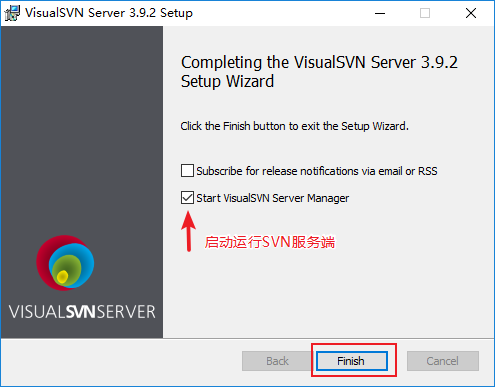 VisualSVN Server 3.9.2 Setup
Completing the VisualSVN Server 3.9.2
Setup Wizard
Click the Finish button to exit the Setup Wizard.
Subscribe for release notifications via email or RSS
Start VisualSVN Server Manager
启动运行SVN服务端
VISUALSVNSERVER
Back
Finish
Cancel